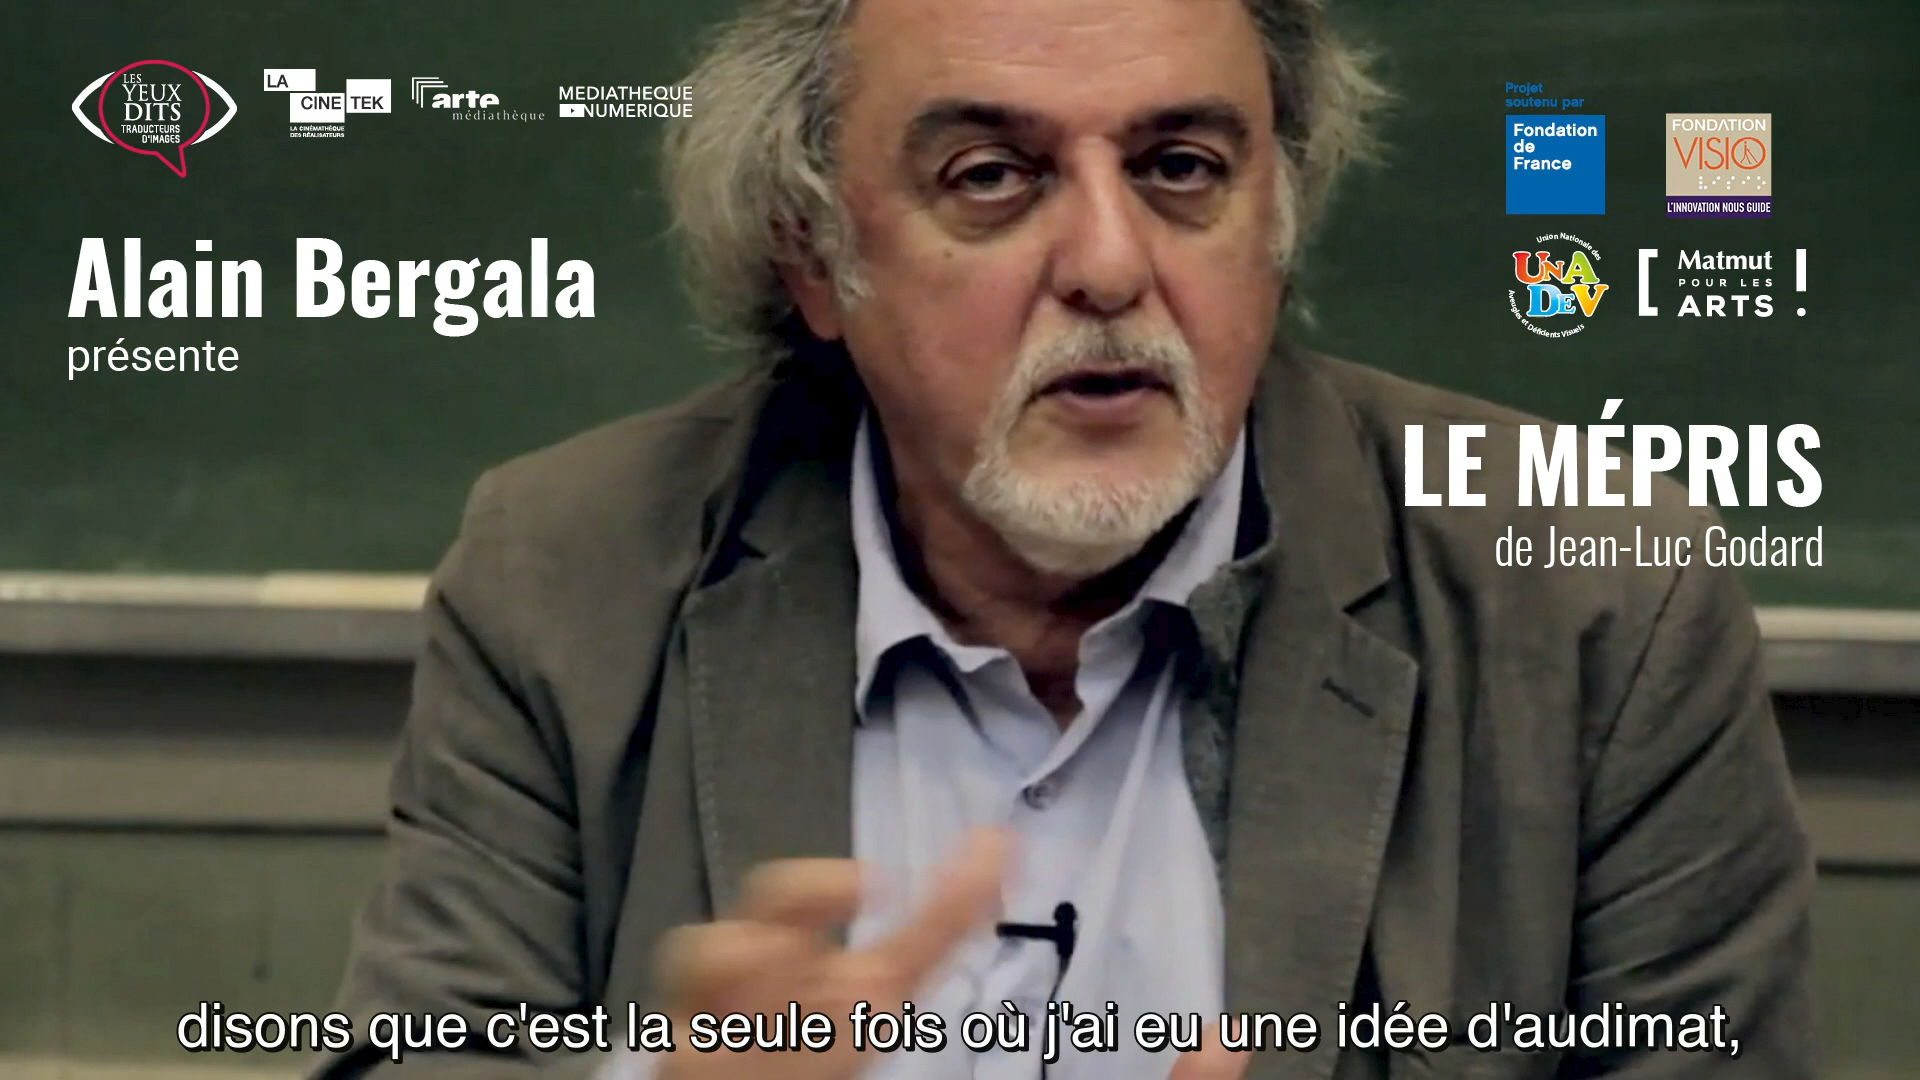 LES
YEUX
DITS
TRADUCTEURS
D'IMAGES
LA
CINE TEK
LA CINÉMATHÈQUE
DES RÉALISATEURS
arte
médiathèque
MEDIATHEQUE
NUMERIQUE
Projet
soutenu par
Fondation
de
France
FONDATION
VISIO
L'INNOVATION NOUS GUIDE
Union Nationale des
UNA
DEV
Aveugles et Déficients Visuels
[ Matmut !
POUR LES
ARTS
Alain Bergala
présente
LE MÉPRIS
de Jean-Luc Godard
disons que c'est la seule fois où j'ai eu une idée d'audimat,